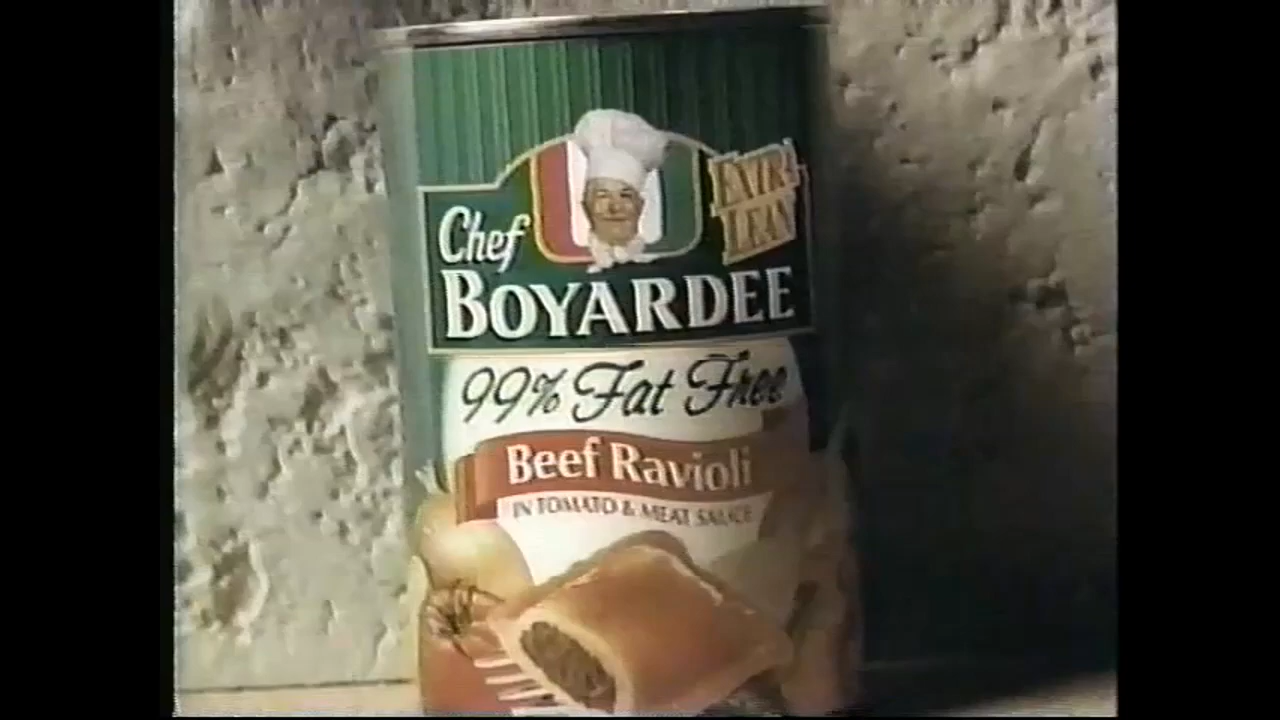 Chef
EXTRA
LEAN
BOYARDEE
99% Fat Free
Beef Ravioli
IN TOMATO & MEAT SAUCE